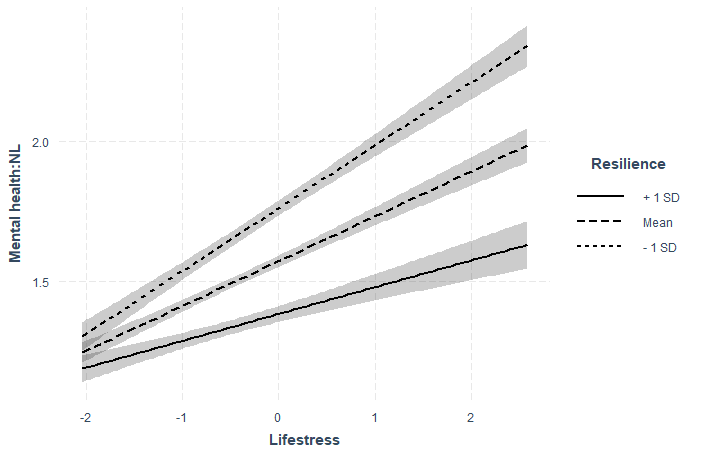 Mental health:NL
2.0
1.5
-2
-1
0
1
2
Lifestress
Resilience
+ 1 SD
Mean
- 1 SD